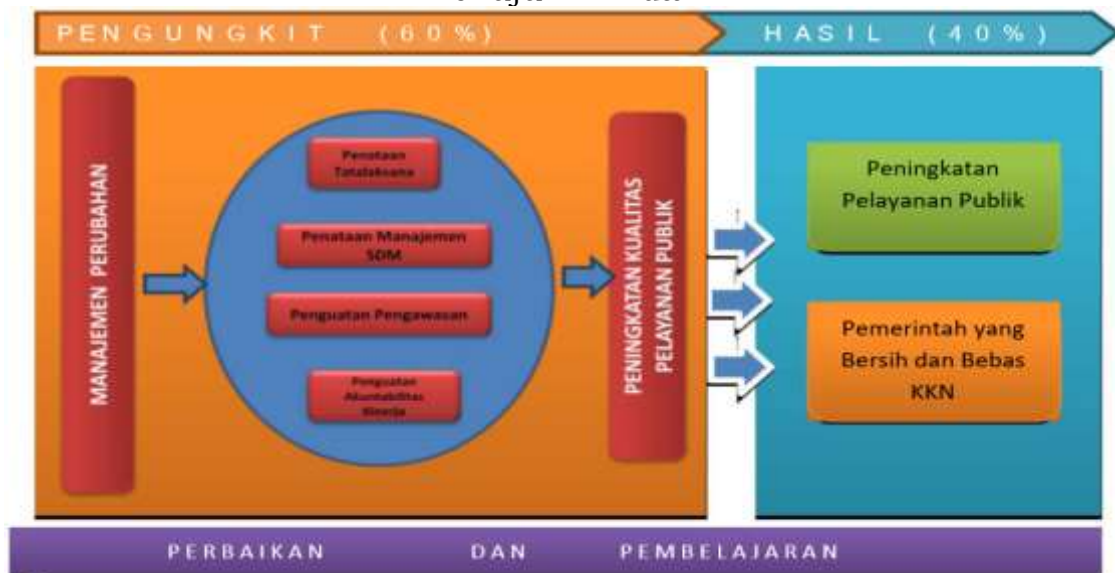 PENGUNGKIT (60%)
HASIL (40%)
MANAJEMEN PERUBAHAN
Penataan
Tatalaksana
Penataan Manajemen
SDM
Penguatan Pengawasan
Penguatan
Akuntabilitas
Kinerja
PENINGKATAN KUALITAS
PELAYANAN PUBLIK
Peningkatan
Pelayanan Publik
Pemerintah yang
Bersih dan Bebas
KKN
PERBAIKAN DAN PEMBELAJARAN